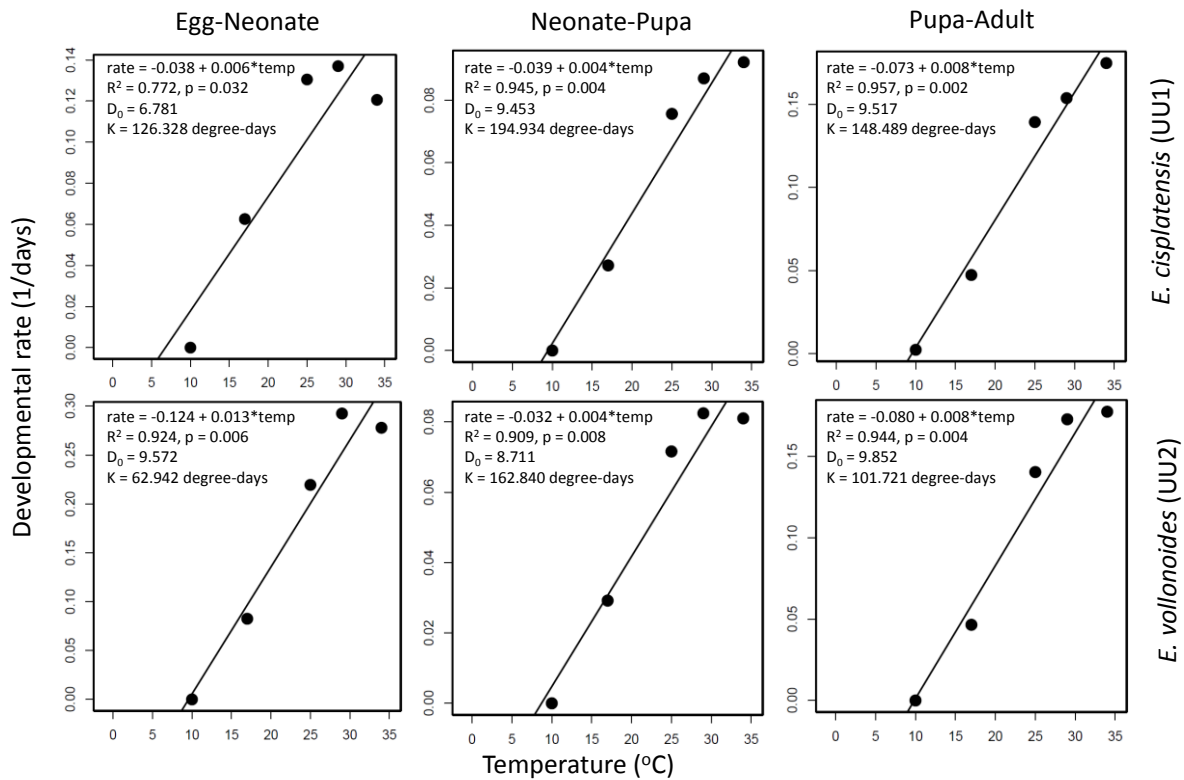 Egg-Neonate
Neonate-Pupa
Pupa-Adult
Developmental rate (1/days)
rate = -0.038 + 0.006*temp
R² = 0.772, p = 0.032
D₀ = 6.781
K = 126.328 degree-days
0.00 0.02 0.04 0.06 0.08 0.10 0.12 0.14
0 5 10 15 20 25 30 35
rate = -0.039 + 0.004*temp
R² = 0.945, p = 0.004
D₀ = 9.453
K = 194.934 degree-days
0.00 0.02 0.04 0.06 0.08
0 5 10 15 20 25 30 35
rate = -0.073 + 0.008*temp
R² = 0.957, p = 0.002
D₀ = 9.517
K = 148.489 degree-days
0.00 0.05 0.10 0.15
0 5 10 15 20 25 30 35
E. cisplatensis (UU1)
rate = -0.124 + 0.013*temp
R² = 0.924, p = 0.006
D₀ = 9.572
K = 62.942 degree-days
0.00 0.05 0.10 0.15 0.20 0.25 0.30
0 5 10 15 20 25 30 35
rate = -0.032 + 0.004*temp
R² = 0.909, p = 0.008
D₀ = 8.711
K = 162.840 degree-days
0.00 0.02 0.04 0.06 0.08
0 5 10 15 20 25 30 35
rate = -0.080 + 0.008*temp
R² = 0.944, p = 0.004
D₀ = 9.852
K = 101.721 degree-days
0.00 0.05 0.10 0.15
0 5 10 15 20 25 30 35
E. vollonoides (UU2)
Temperature (°C)